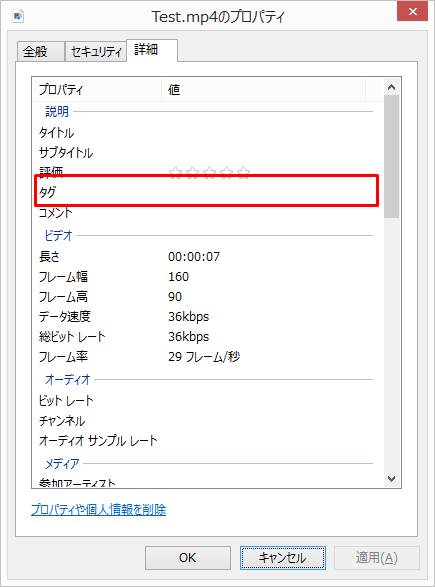 Test.mp4のプロパティ
全般 セキュリティ 詳細
プロパティ 値
説明
タイトル
サブタイトル
評価 ☆☆☆☆☆
タグ
コメント
ビデオ
長さ 00:00:07
フレーム幅 160
フレーム高 90
データ速度 36kbps
総ビット レート 36kbps
フレーム率 29 フレーム/秒
オーディオ
ビット レート
チャンネル
オーディオ サンプル レート
メディア
参加アーティスト
プロパティや個人情報を削除
OK キャンセル 適用(A)